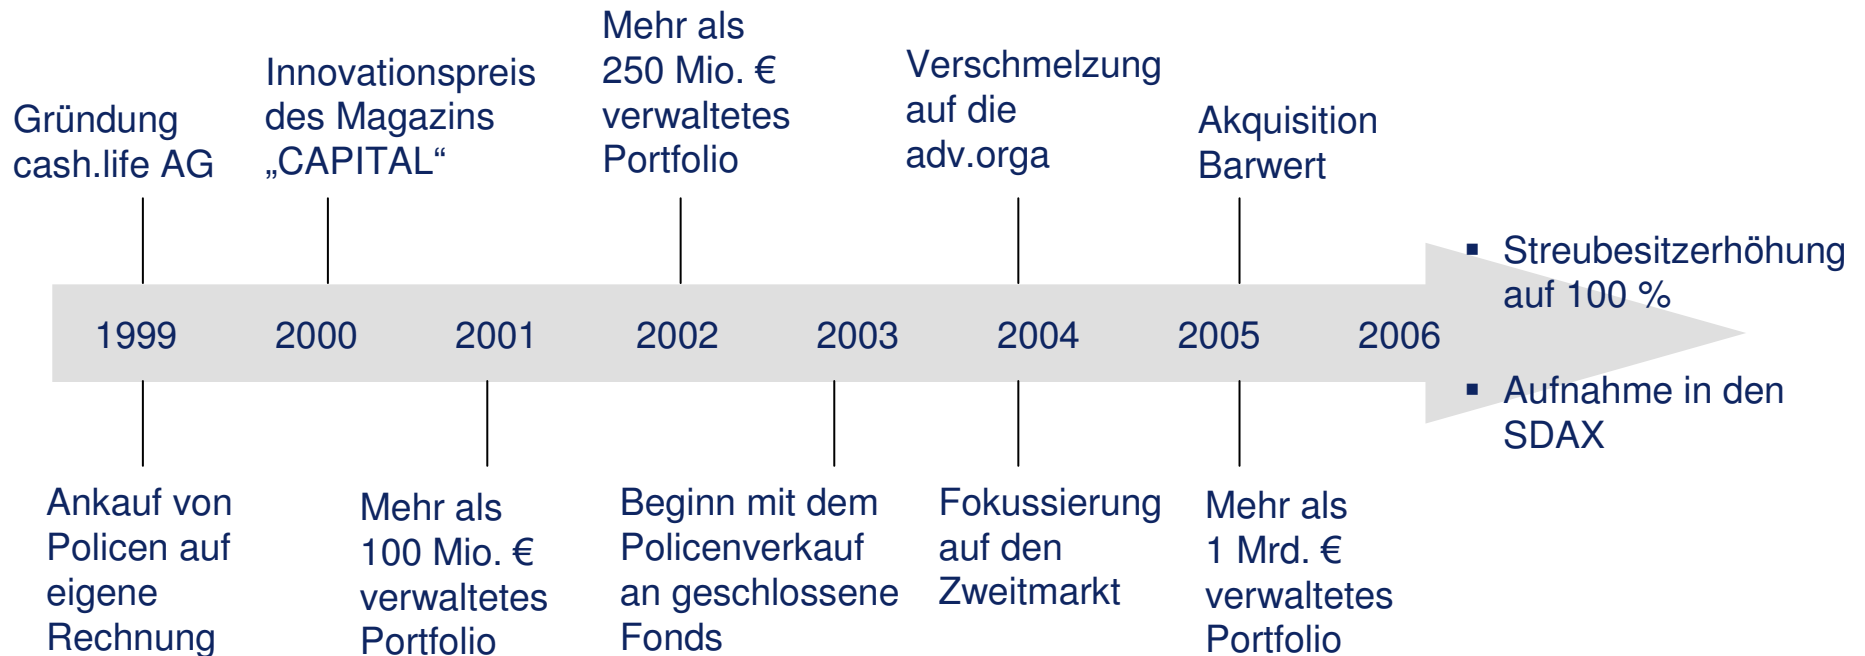 Gründung
cash.life AG
Innovationspreis
des Magazins
„CAPITAL“
Mehr als
250 Mio. €
verwaltetes
Portfolio
Verschmelzung
auf die
adv.orga
Akquisition
Barwert
1999 2000 2001 2002 2003 2004 2005 2006
▪ Streubesitzerhöhung
auf 100 %
▪ Aufnahme in den
SDAX
Ankauf von
Policen auf
eigene
Rechnung
Mehr als
100 Mio. €
verwaltetes
Portfolio
Beginn mit dem
Policenverkauf
an geschlossene
Fonds
Fokussierung
auf den
Zweitmarkt
Mehr als
1 Mrd. €
verwaltetes
Portfolio